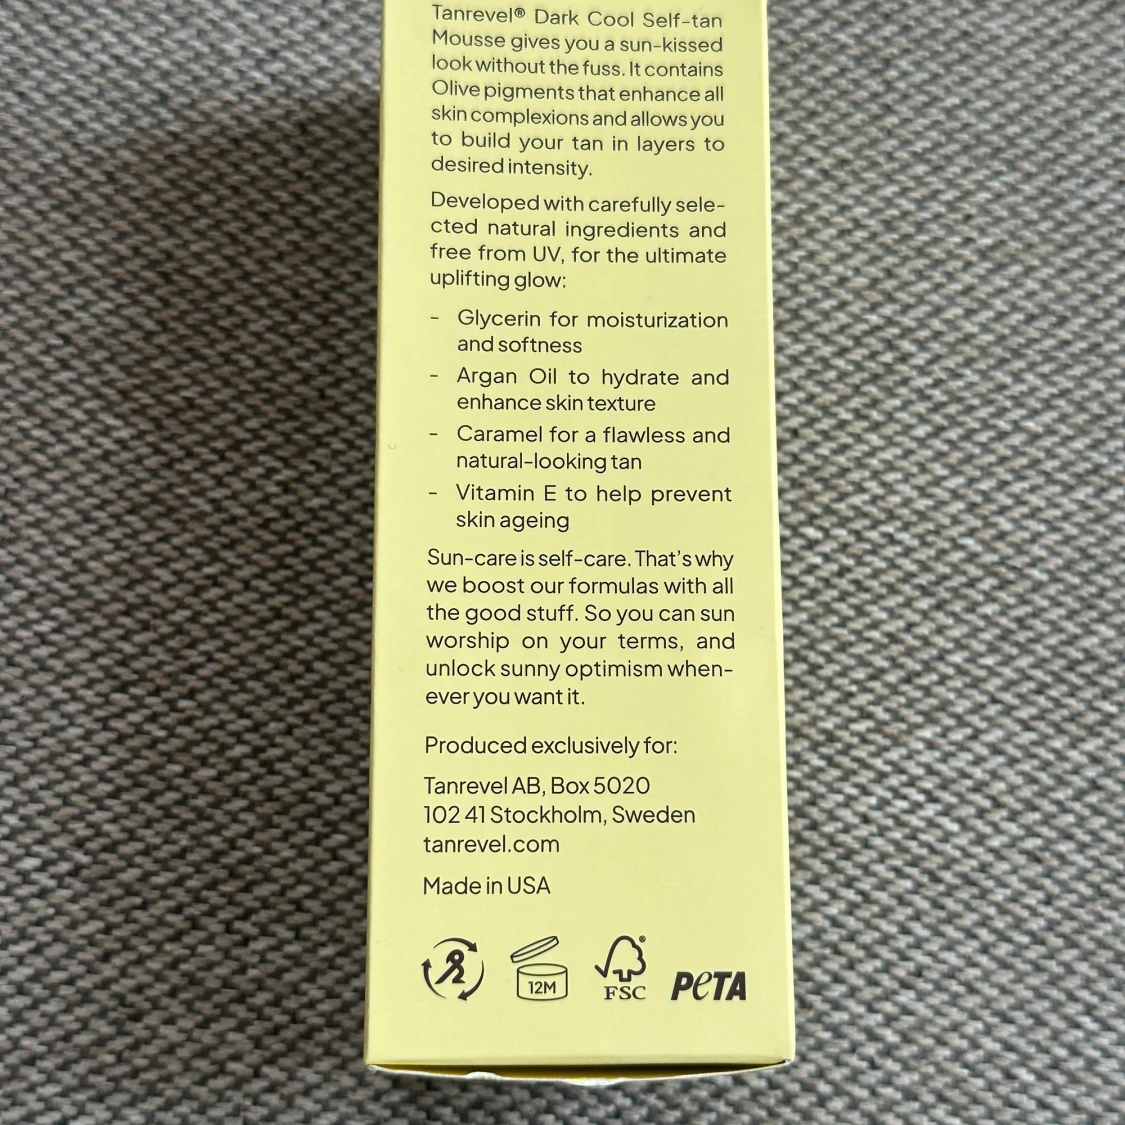 Tanrevel® Dark Cool Self-tan
Mousse gives you a sun-kissed
look without the fuss. It contains
Olive pigments that enhance all
skin complexions and allows you
to build your tan in layers to
desired intensity.
Developed with carefully sele-
cted natural ingredients and
free from UV, for the ultimate
uplifting glow:
- Glycerin for moisturization
and softness
- Argan Oil to hydrate and
enhance skin texture
- Caramel for a flawless and
natural-looking tan
- Vitamin E to help prevent
skin ageing
Sun-care is self-care. That's why
we boost our formulas with all
the good stuff. So you can sun
worship on your terms, and
unlock sunny optimism when-
ever you want it.
Produced exclusively for:
Tanrevel AB, Box 5020
102 41 Stockholm, Sweden
tanrevel.com
Made in USA
12M
FSC®
PETA